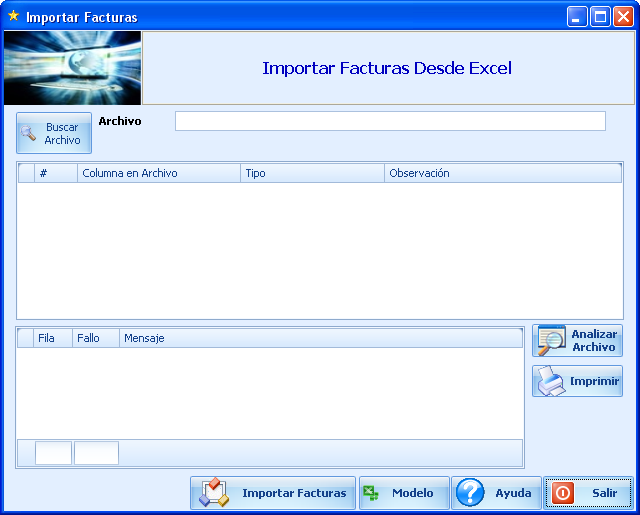 Importar Facturas
Importar Facturas Desde Excel
Buscar
Archivo
Archivo
# Columna en Archivo Tipo Observación
Fila Fallo Mensaje
Analizar
Archivo
Imprimir
Importar Facturas Modelo Ayuda Salir